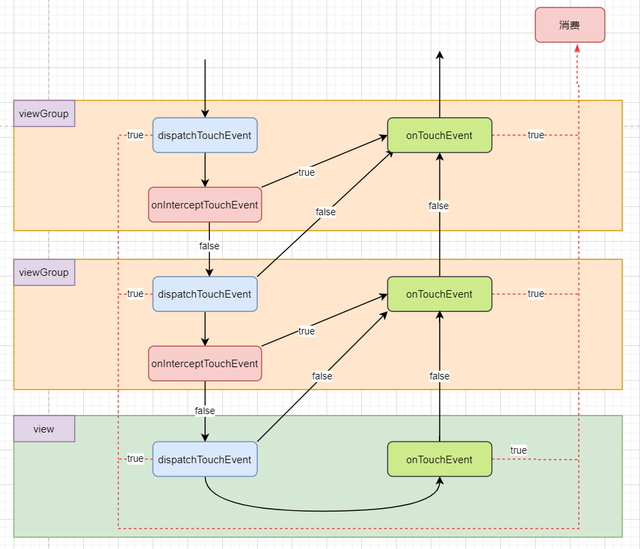 消费
viewGroup
true
dispatchTouchEvent
onTouchEvent
true
true
onInterceptTouchEvent
false
false
false
viewGroup
true
dispatchTouchEvent
onTouchEvent
true
true
onInterceptTouchEvent
false
false
false
view
true
dispatchTouchEvent
onTouchEvent
true